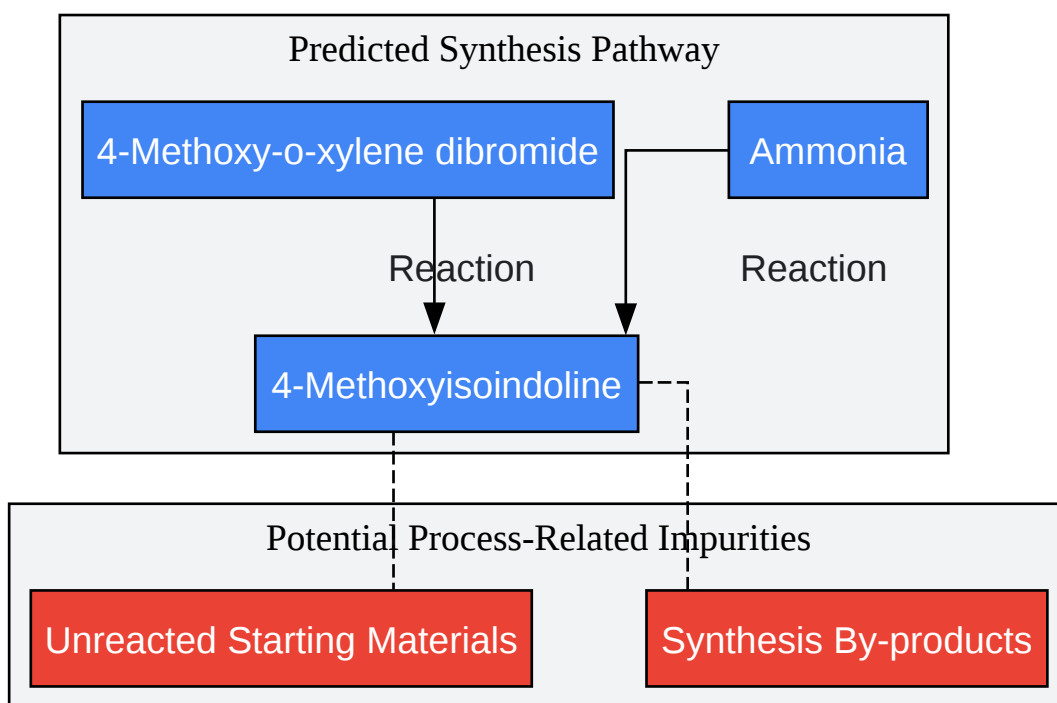 Predicted Synthesis Pathway
4-Methoxy-o-xylene dibromide
Ammonia
Reaction
Reaction
4-Methoxyisoindoline
Potential Process-Related Impurities
Unreacted Starting Materials
Synthesis By-products